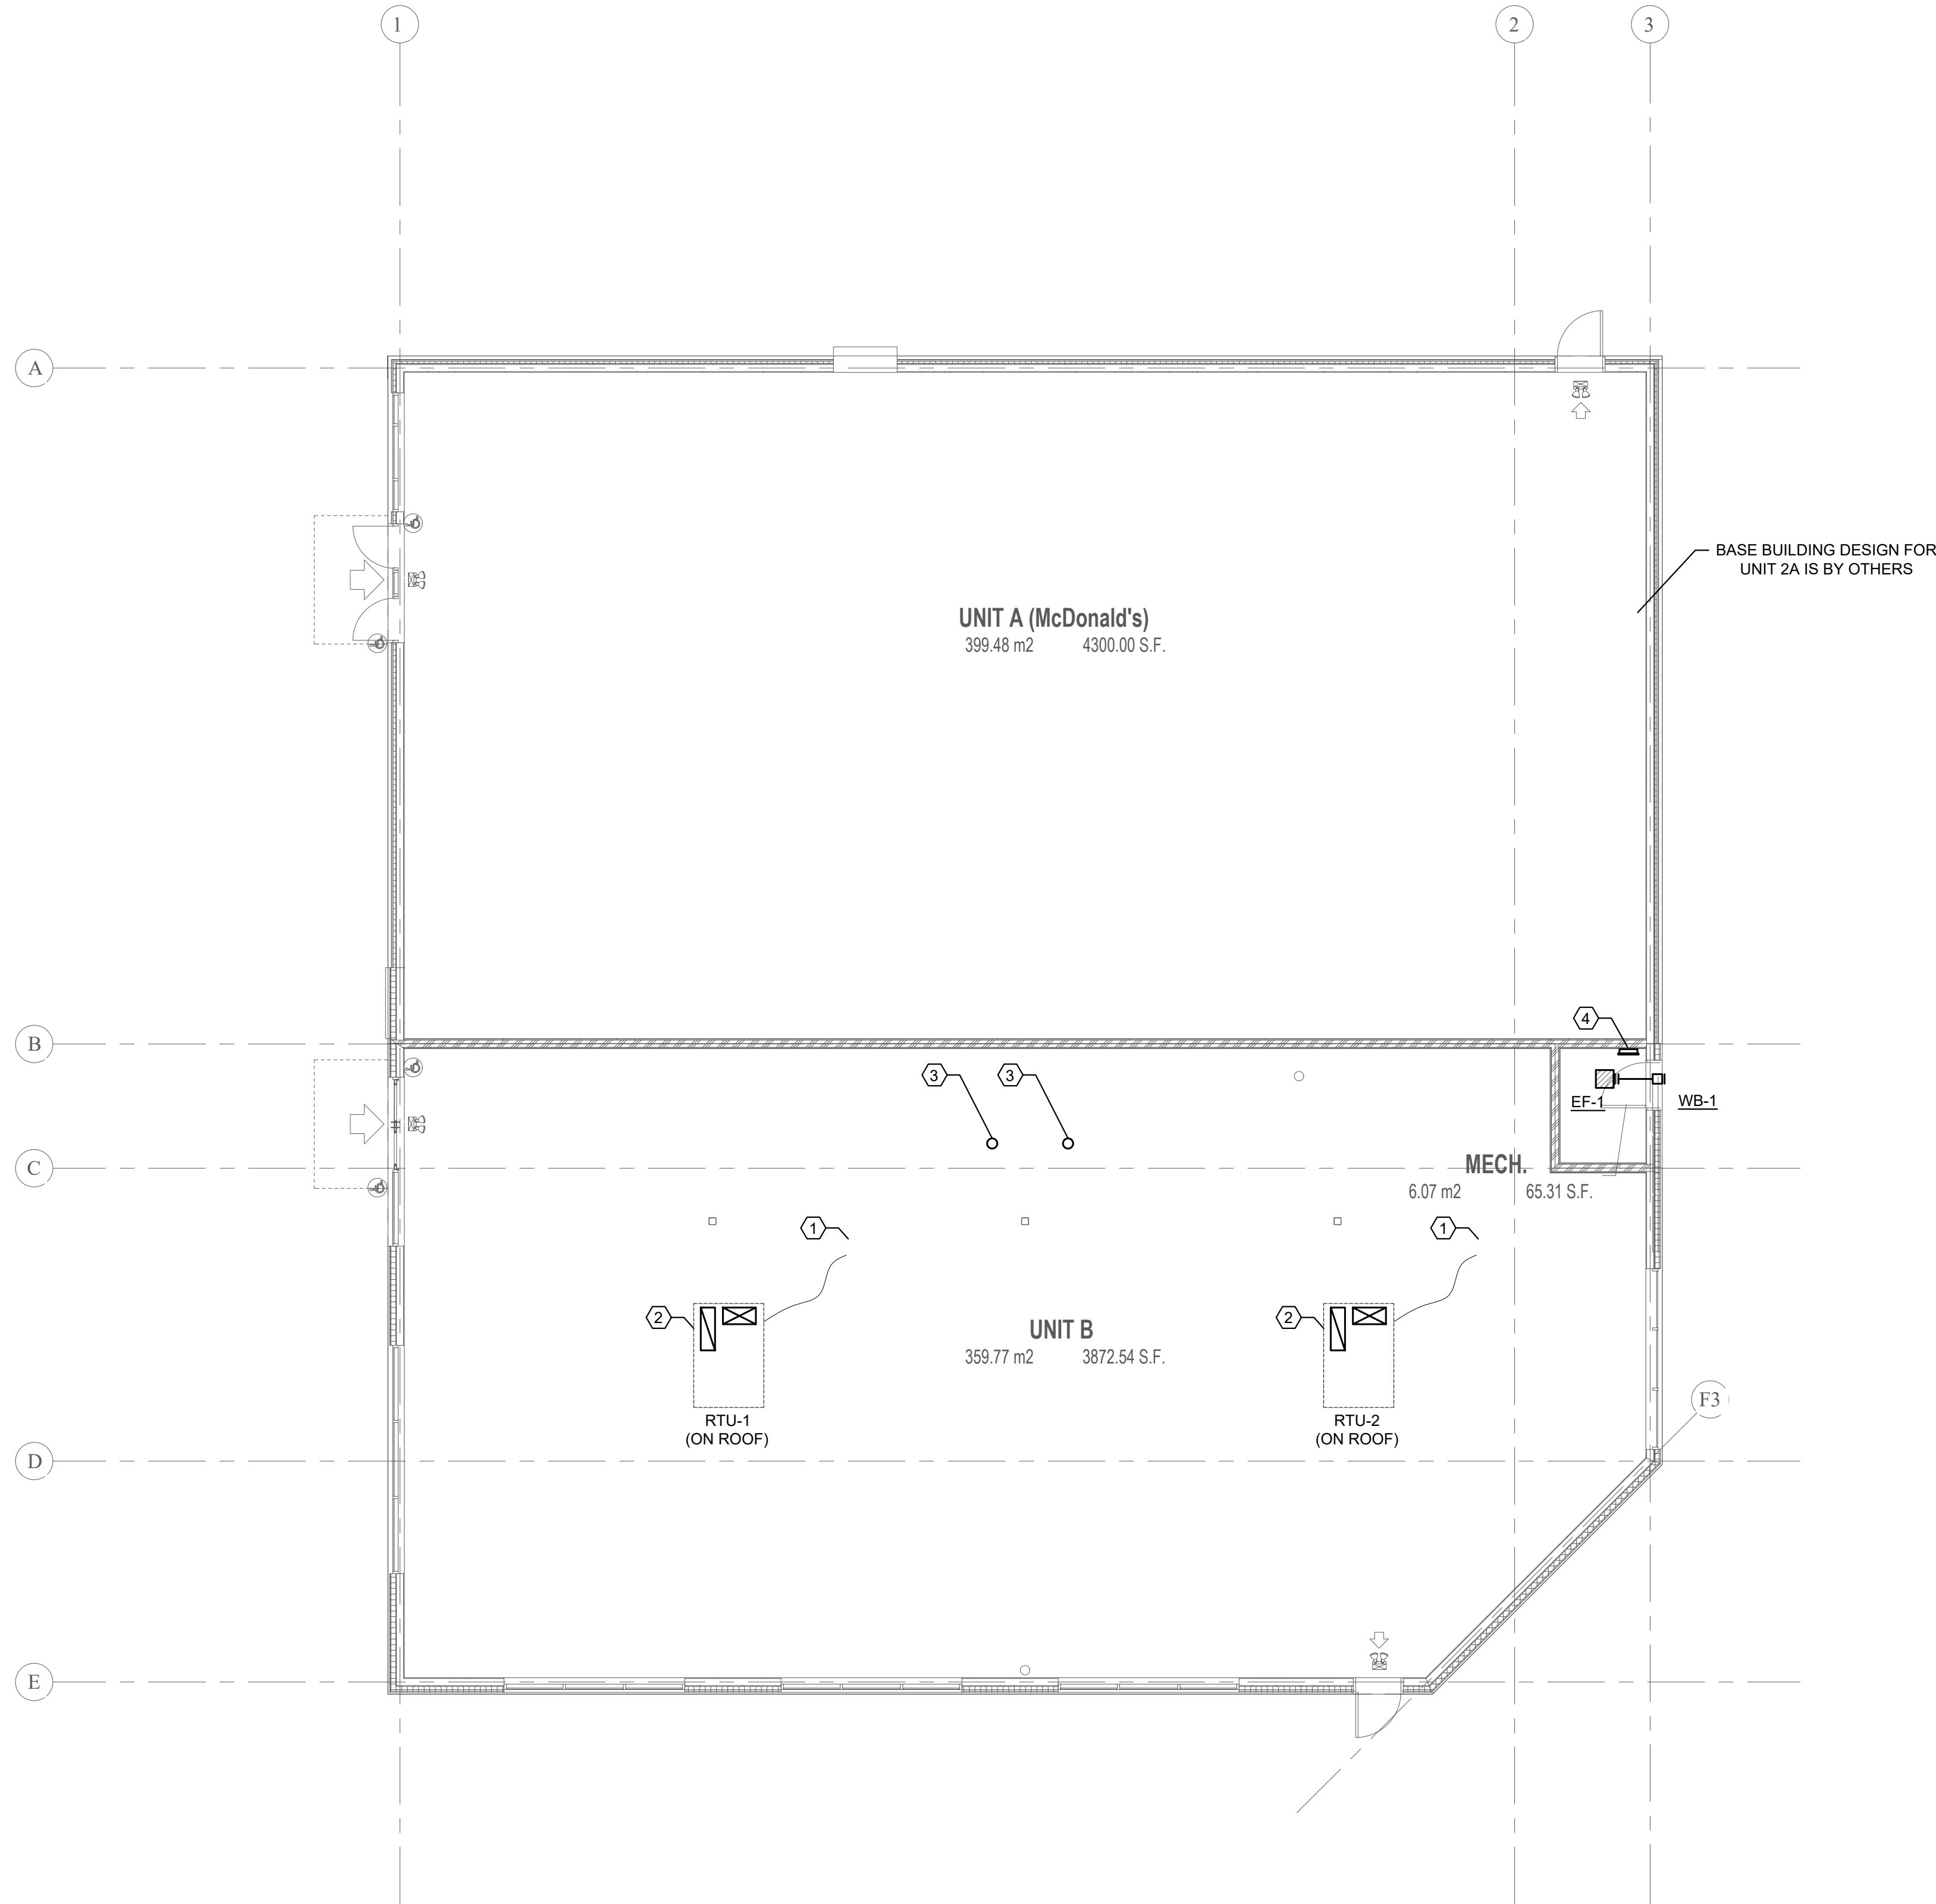 1
2
3
A
BASE BUILDING DESIGN FOR
UNIT 2A IS BY OTHERS
UNIT A (McDonald's)
399.48 m2 4300.00 S.F.
4
B
3
3
EF-1
WB-1
C
MECH.
6.07 m2 65.31 S.F.
1
1
2
2
UNIT B
359.77 m2 3872.54 S.F.
F3
RTU-1
(ON ROOF)
RTU-2
(ON ROOF)
D
E